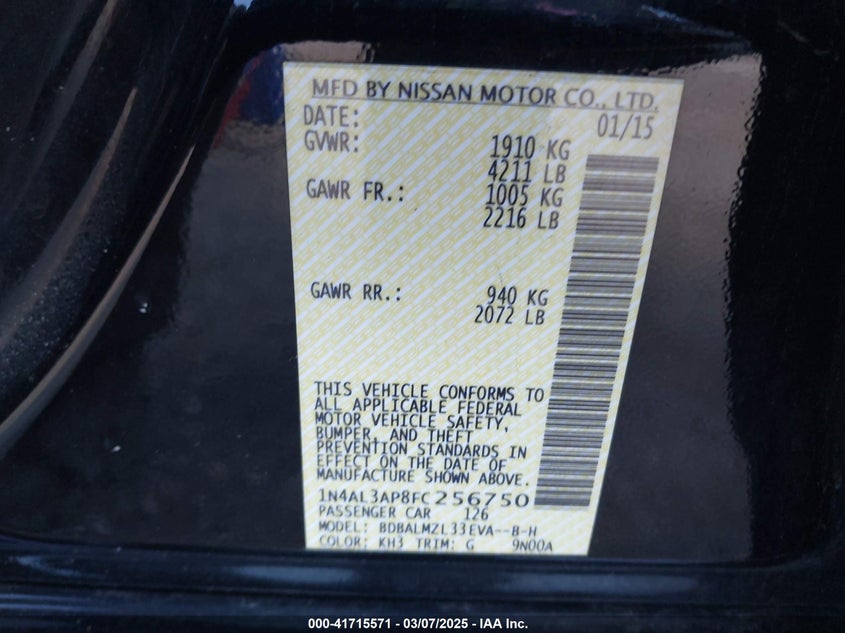 MFD BY NISSAN MOTOR CO., LTD.
DATE: 01/15
GVWR: 1910 KG
4211 LB
GAWR FR.: 1005 KG
2216 LB
GAWR RR.: 940 KG
2072 LB
THIS VEHICLE CONFORMS TO
ALL APPLICABLE FEDERAL
MOTOR VEHICLE SAFETY,
BUMPER, AND THEFT
PREVENTION STANDARDS IN
EFFECT ON THE DATE OF
MANUFACTURE SHOWN ABOVE.
1N4AL3AP8FC256750
PASSENGER CAR 126
MODEL: BDBALMZL33EVA--B-H
COLOR: KH3 TRIM: G 9N00A
000-41715571 — 03/07/2025 — IAA Inc.